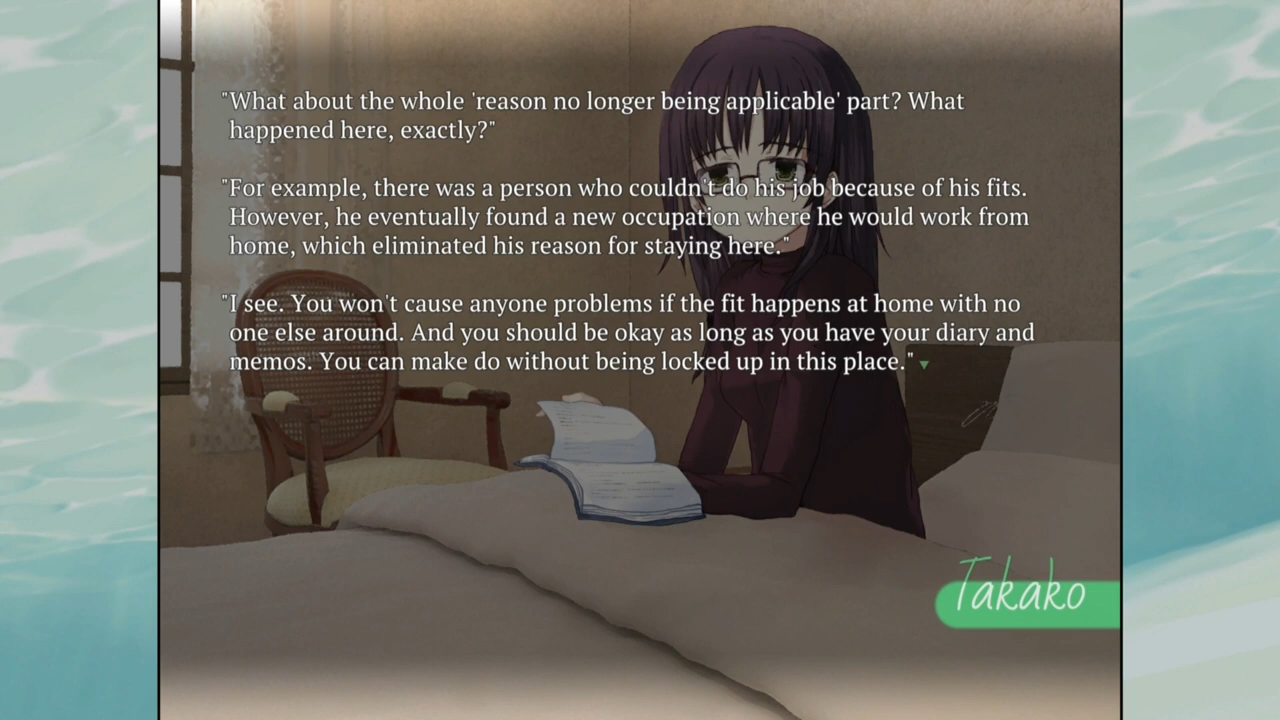 "What about the whole 'reason no longer being applicable' part? What
happened here, exactly?"
"For example, there was a person who couldn't do his job because of his fits.
However, he eventually found a new occupation where he would work from
home, which eliminated his reason for staying here."
"I see. You won't cause anyone problems if the fit happens at home with no
one else around. And you should be okay as long as you have your diary and
memos. You can make do without being locked up in this place."
Takako